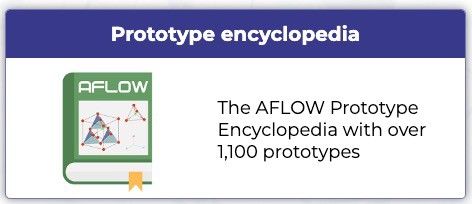 Prototype encyclopedia
AFLOW
The AFLOW Prototype
Encyclopedia with over
1,100 prototypes